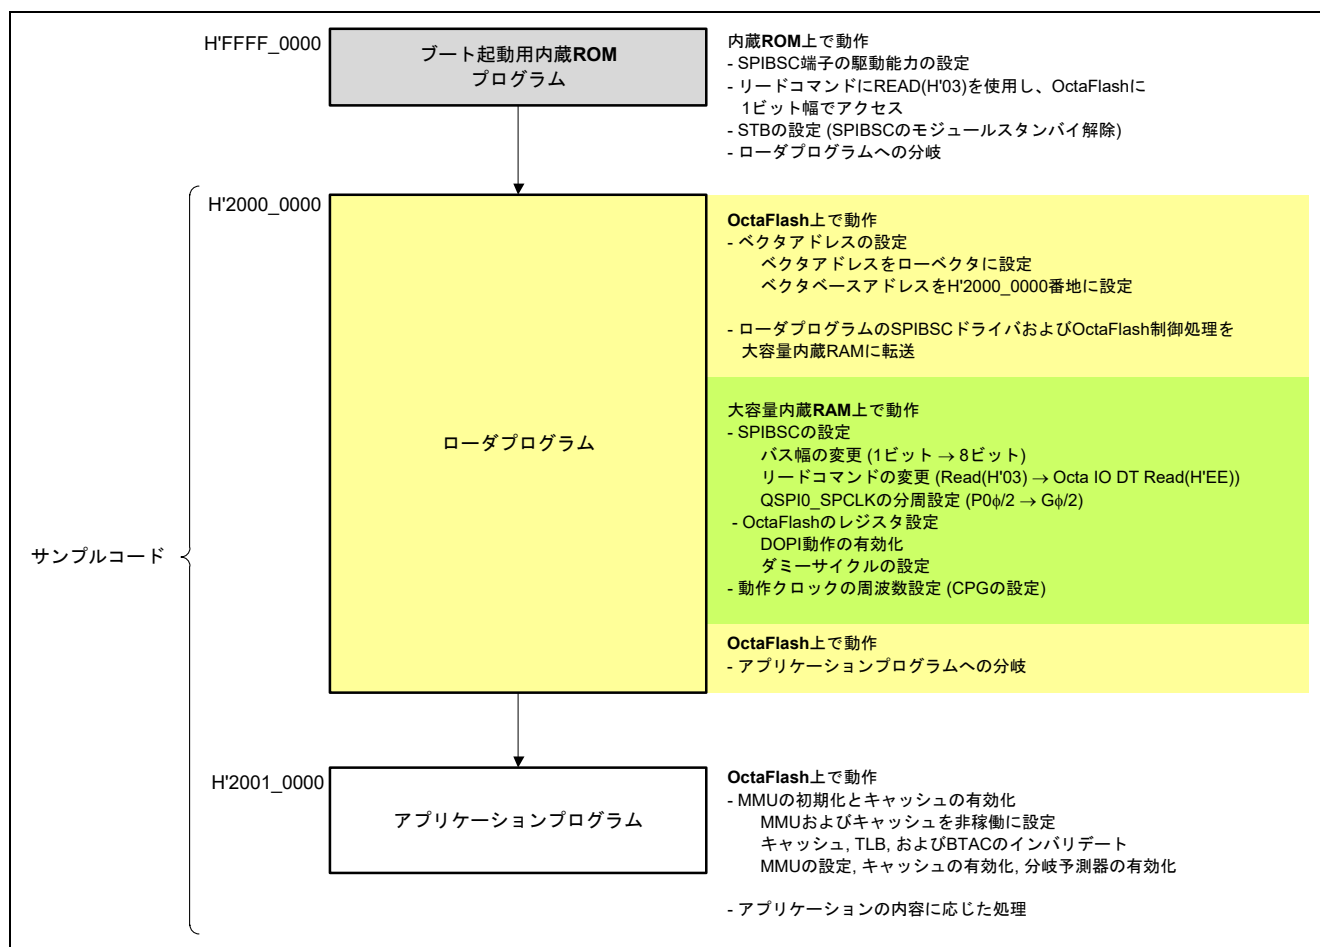 H'FFFF_0000
ブート起動用内蔵ROM
プログラム
内蔵ROM上で動作
- SPIBSC端子の駆動能力の設定
- リードコマンドにREAD(H'03)を使用し、OctaFlashに
1ビット幅でアクセス
- STBの設定 (SPIBSCのモジュールスタンバイ解除)
- ローダプログラムへの分岐
サンプルコード
H'2000_0000
ローダプログラム
OctaFlash上で動作
- ベクタアドレスの設定
ベクタアドレスをローベクタに設定
ベクタベースアドレスをH'2000_0000番地に設定
- ローダプログラムのSPIBSCドライバおよびOctaFlash制御処理を
大容量内蔵RAMに転送
大容量内蔵RAM上で動作
- SPIBSCの設定
バス幅の変更 (1ビット → 8ビット)
リードコマンドの変更 (Read(H'03) → Octa IO DT Read(H'EE))
QSPI0_SPCLKの分周設定 (P0ϕ/2 → Gϕ/2)
- OctaFlashのレジスタ設定
DOPI動作の有効化
ダミーサイクルの設定
- 動作クロックの周波数設定 (CPGの設定)
OctaFlash上で動作
- アプリケーションプログラムへの分岐
H'2001_0000
アプリケーションプログラム
OctaFlash上で動作
- MMUの初期化とキャッシュの有効化
MMUおよびキャッシュを非稼働に設定
キャッシュ, TLB, およびBTACのインバリデート
MMUの設定, キャッシュの有効化, 分岐予測器の有効化
- アプリケーションの内容に応じた処理